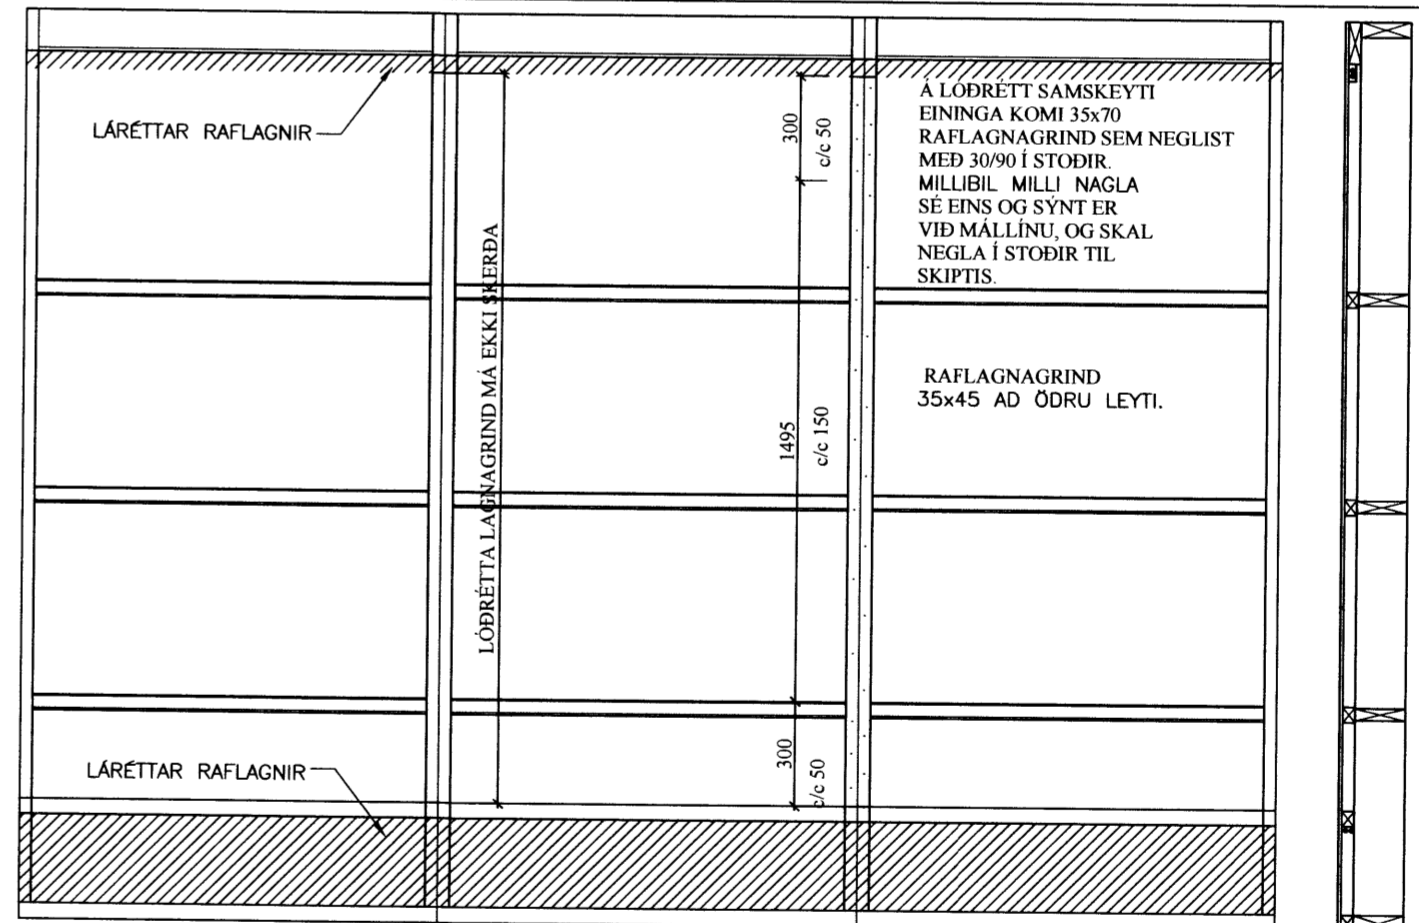 LÁRÉTTAR RAFLAGNIR
LÓÐRÉTTA LAGNAGRIND MÁ EKKI SKERÐA
300
c/c 50
1495
c/c 150
300
c/c 50
Á LÓÐRÉTT SAMSKEYTI
EININGA KOMI 35x70
RAFLAGNAGRIND SEM NEGLIST
MEÐ 30/90 Í STOÐIR.
MILLIBIL MILLI NAGLA
SÉ EINS OG SÝNT ER
VIÐ MÁLLÍNU, OG SKAL
NEGLA Í STOÐIR TIL
SKIPTIS.
RAFLAGNAGRIND
35x45 AD ÖDRU LEYTI.
LÁRÉTTAR RAFLAGNIR